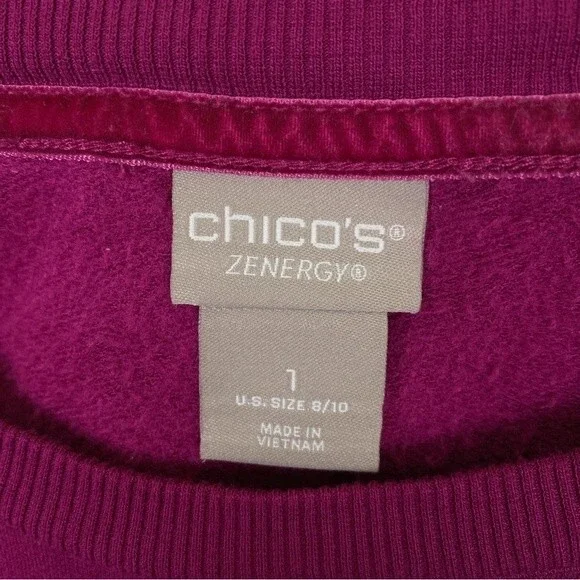 chico's®
ZENERGY®
1
U.S. SIZE 8/10
MADE IN
VIETNAM